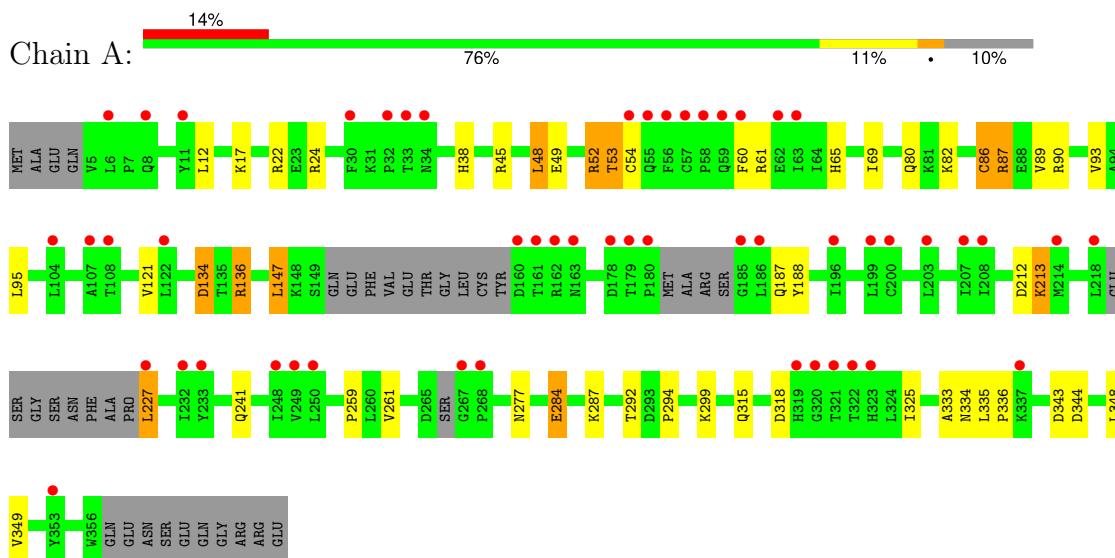 14%
Chain A:
76% 11% • 10%
MET ALA GLU GLN V5 L6 P7 Q8 Y11 L12 K17 R22 E23 R24 F30 K31 P32 T33 N34 H38 R45 L48 E49 R52 T53 C54 Q55 F56 C57 P58 Q59 F60 R61 E62 I63 I64 H65 I69 Q80 K81 K82 C86 R87 E88 V89 R90 V93 A94
L95 L104 A107 T108 V121 L122 D134 T135 R136 L147 K148 S149 GLN GLU PHE VAL GLU THR GLY LEU CYS TYR D160 T161 R162 N163 D178 T179 P180 MET ALA ARG SER G185 L186 Q187 Y188 I196 L199 C200 L203 I207 I208 D212 K213 M214 L218 GLU
SER GLY SER ASN PHE ALA PRO L227 I232 Y233 Q241 I248 V249 L250 P259 L260 V261 D265 SER G267 P268 N277 E284 K287 T292 D293 P294 K299 Q315 D318 H319 G320 T321 T322 H323 L324 I325 A333 N334 L335 P336 K337 D343 D344 L348
V349 Y353 W356 GLN GLU ASN SER GLU GLN GLY ARG ARG GLU